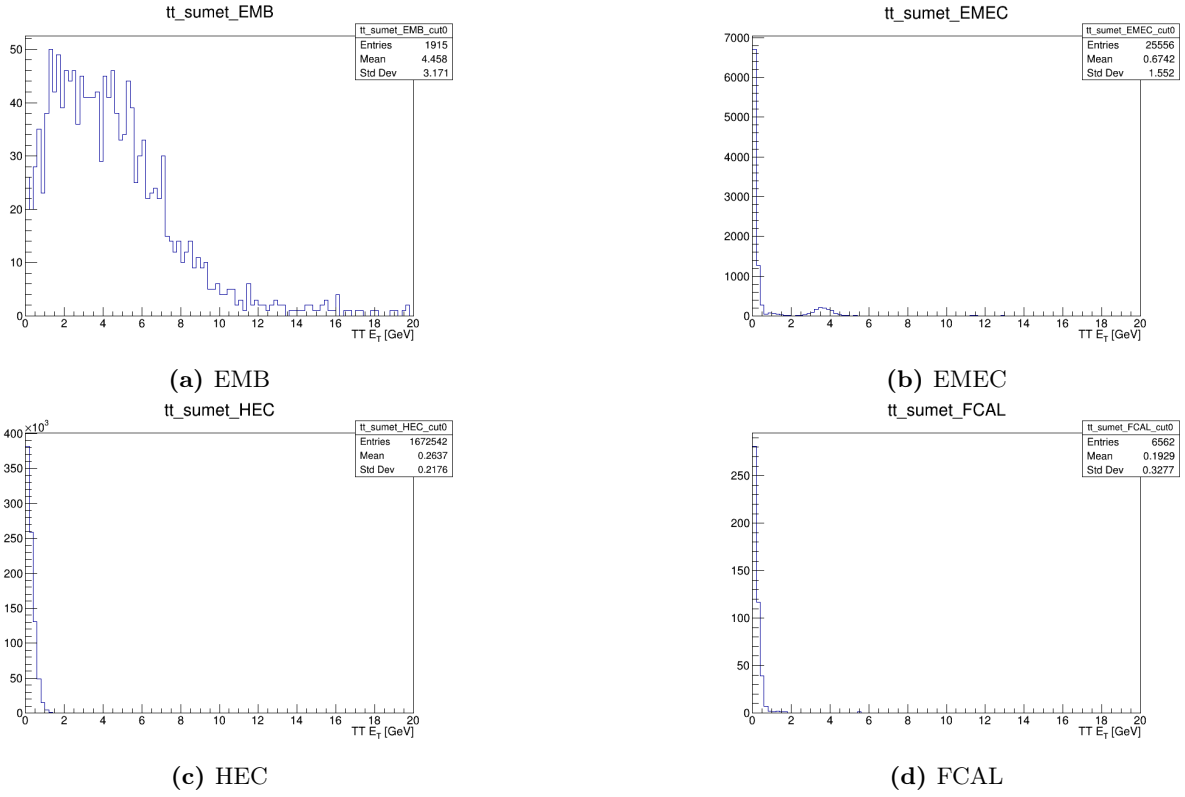 tt_sumet_EMB
tt_sumet_EMB_cut0
Entries 1915
Mean 4.458
Std Dev 3.171
50
40
30
20
10
0
0 2 4 6 8 10 12 14 16 18 20
TT E_T [GeV]
(a) EMB
tt_sumet_EMEC
tt_sumet_EMEC_cut0
Entries 25556
Mean 0.6742
Std Dev 1.552
7000
6000
5000
4000
3000
2000
1000
0
0 2 4 6 8 10 12 14 16 18 20
TT E_T [GeV]
(b) EMEC
tt_sumet_HEC
×10³
tt_sumet_HEC_cut0
Entries 1672542
Mean 0.2637
Std Dev 0.2176
400
350
300
250
200
150
100
50
0
0 2 4 6 8 10 12 14 16 18 20
TT E_T [GeV]
(c) HEC
tt_sumet_FCAL
tt_sumet_FCAL_cut0
Entries 6562
Mean 0.1929
Std Dev 0.3277
250
200
150
100
50
0
0 2 4 6 8 10 12 14 16 18 20
TT E_T [GeV]
(d) FCAL